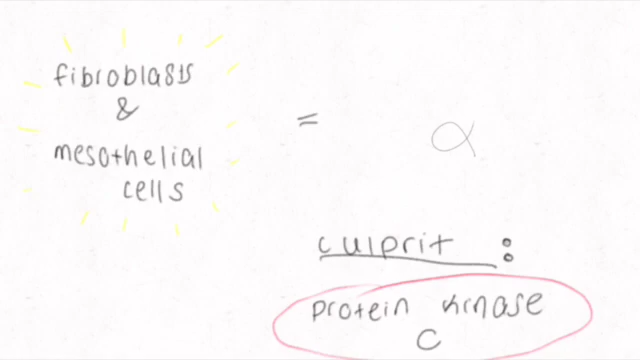 fibroblasts
&
mesothelial
cells
=
α
culprit :
protein kinase
C